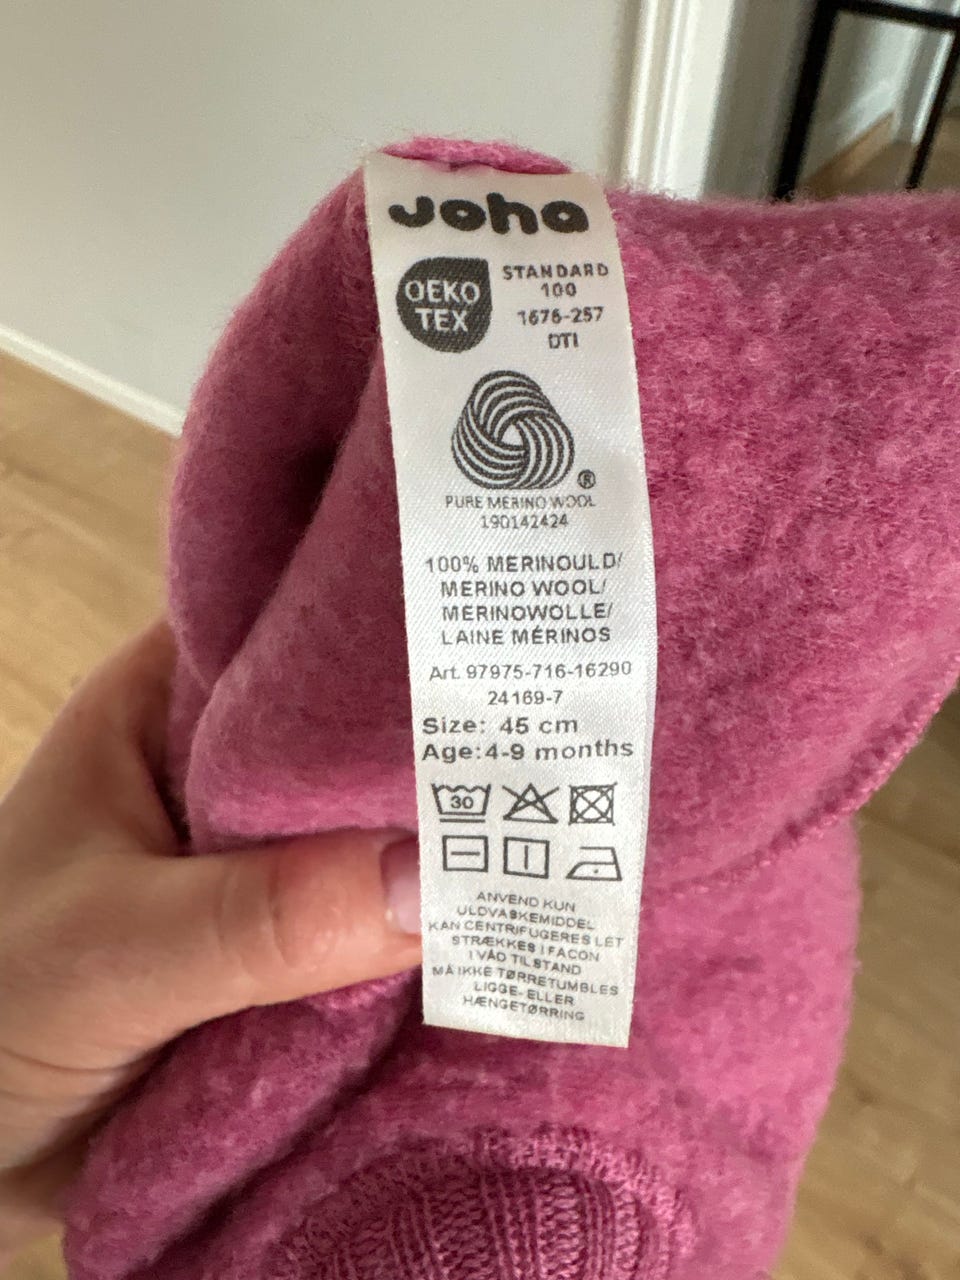 Joha
OEKO
TEX
STANDARD
100
1676-257
DTI
®
PURE MERINO WOOL
190142424
100% MERINOULD/
MERINO WOOL/
MERINOWOLLE/
LAINE MÉRINOS
Art. 97975-716-16290
24169-7
Size: 45 cm
Age:4-9 months
30
ANVEND KUN
ULDVASKEMIDDEL
KAN CENTRIFUGERES LET
STRÆKKES I FACON
I VÅD TILSTAND
MÅ IKKE TØRRETUMBLES
LIGGE- ELLER
HÆNGETØRRING